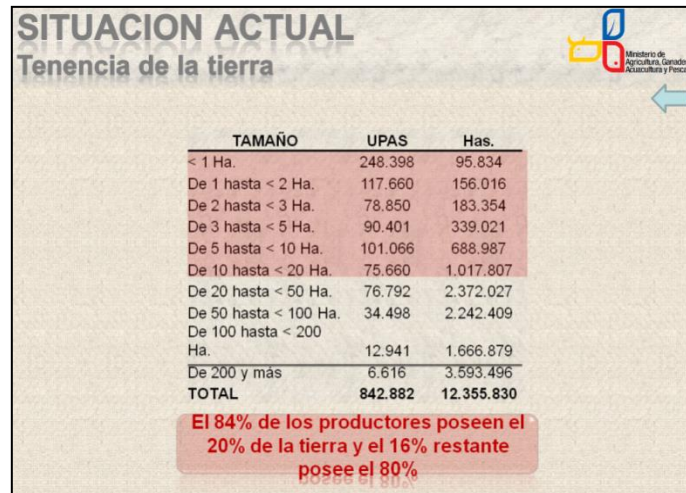 SITUACION ACTUAL
Tenencia de la tierra
Ministerio de
Agricultura, Ganadería
Acuacultura y Pesca
TAMAÑO UPAS Has.
< 1 Ha. 248.398 95.834
De 1 hasta < 2 Ha. 117.660 156.016
De 2 hasta < 3 Ha. 78.850 183.354
De 3 hasta < 5 Ha. 90.401 339.021
De 5 hasta < 10 Ha. 101.066 688.987
De 10 hasta < 20 Ha. 75.660 1.017.807
De 20 hasta < 50 Ha. 76.792 2.372.027
De 50 hasta < 100 Ha. 34.498 2.242.409
De 100 hasta < 200
Ha. 12.941 1.666.879
De 200 y más 6.616 3.593.496
TOTAL 842.882 12.355.830
El 84% de los productores poseen el
20% de la tierra y el 16% restante
posee el 80%